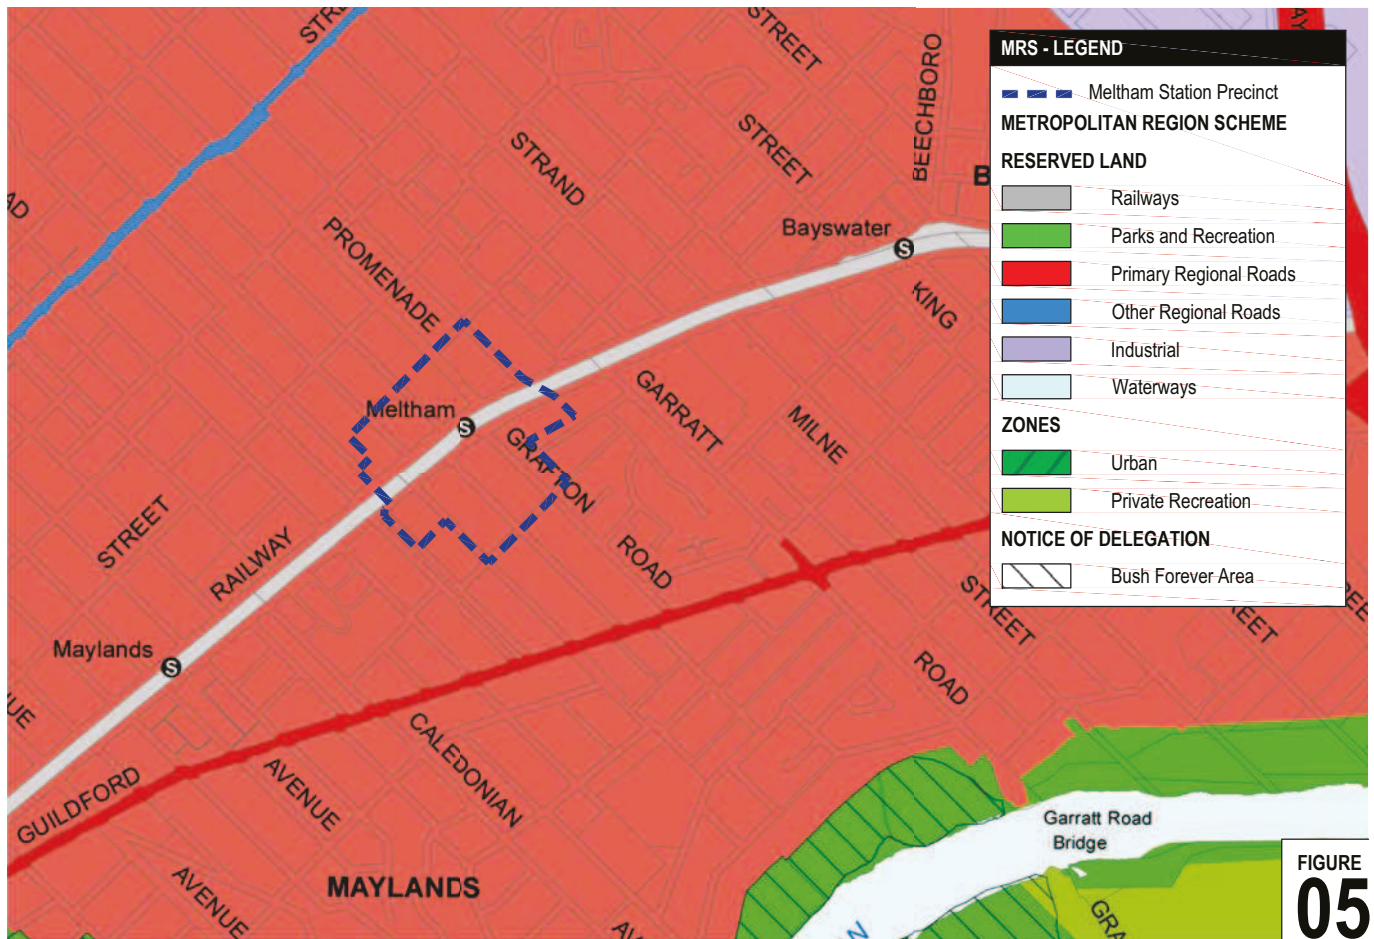 STREET
BEECHBORO
STREET
STRAND
PROMENADE
Bayswater
S
KING
Meltham
S
GRAFTON
ROAD
GARRATT
MILNE
STREET
RAILWAY
Maylands
S
GUILDFORD
AVENUE
CALEDONIAN
AVENUE
MAYLANDS
STREET
ROAD
Garratt Road
Bridge
MRS - LEGEND
Meltham Station Precinct
METROPOLITAN REGION SCHEME
RESERVED LAND
Railways
Parks and Recreation
Primary Regional Roads
Other Regional Roads
Industrial
Waterways
ZONES
Urban
Private Recreation
NOTICE OF DELEGATION
Bush Forever Area
FIGURE
05